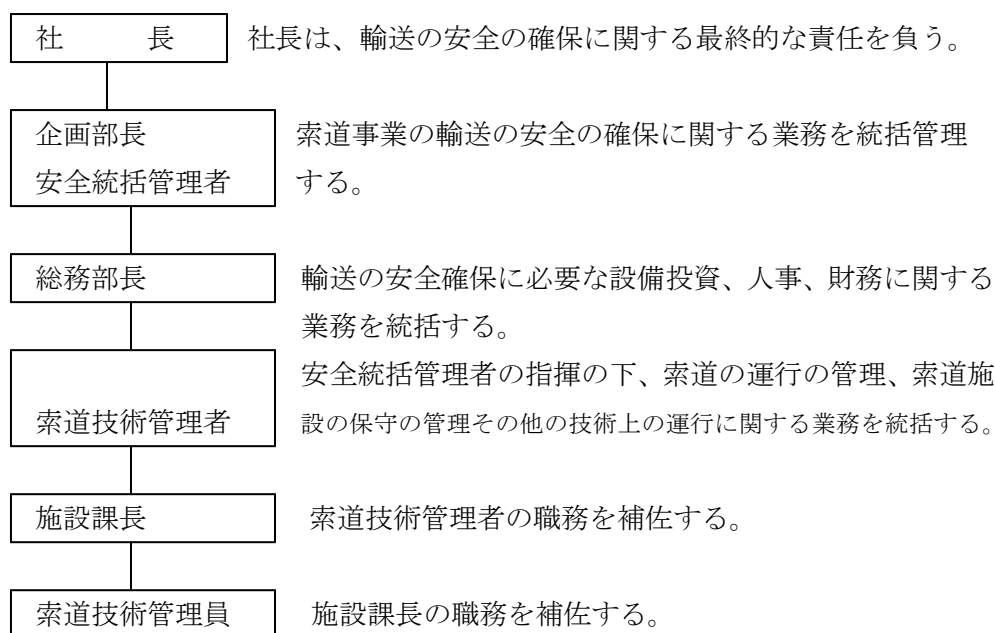 社　　長　社長は、輸送の安全の確保に関する最終的な責任を負う。
企画部長　索道事業の輸送の安全の確保に関する業務を統括管理
安全統括管理者　する。
総務部長　輸送の安全確保に必要な設備投資、人事、財務に関する
業務を統括する。
安全統括管理者の指揮の下、索道の運行の管理、索道施
索道技術管理者　設の保守の管理その他の技術上の運行に関する業務を統括する。
施設課長　索道技術管理者の職務を補佐する。
索道技術管理員　施設課長の職務を補佐する。